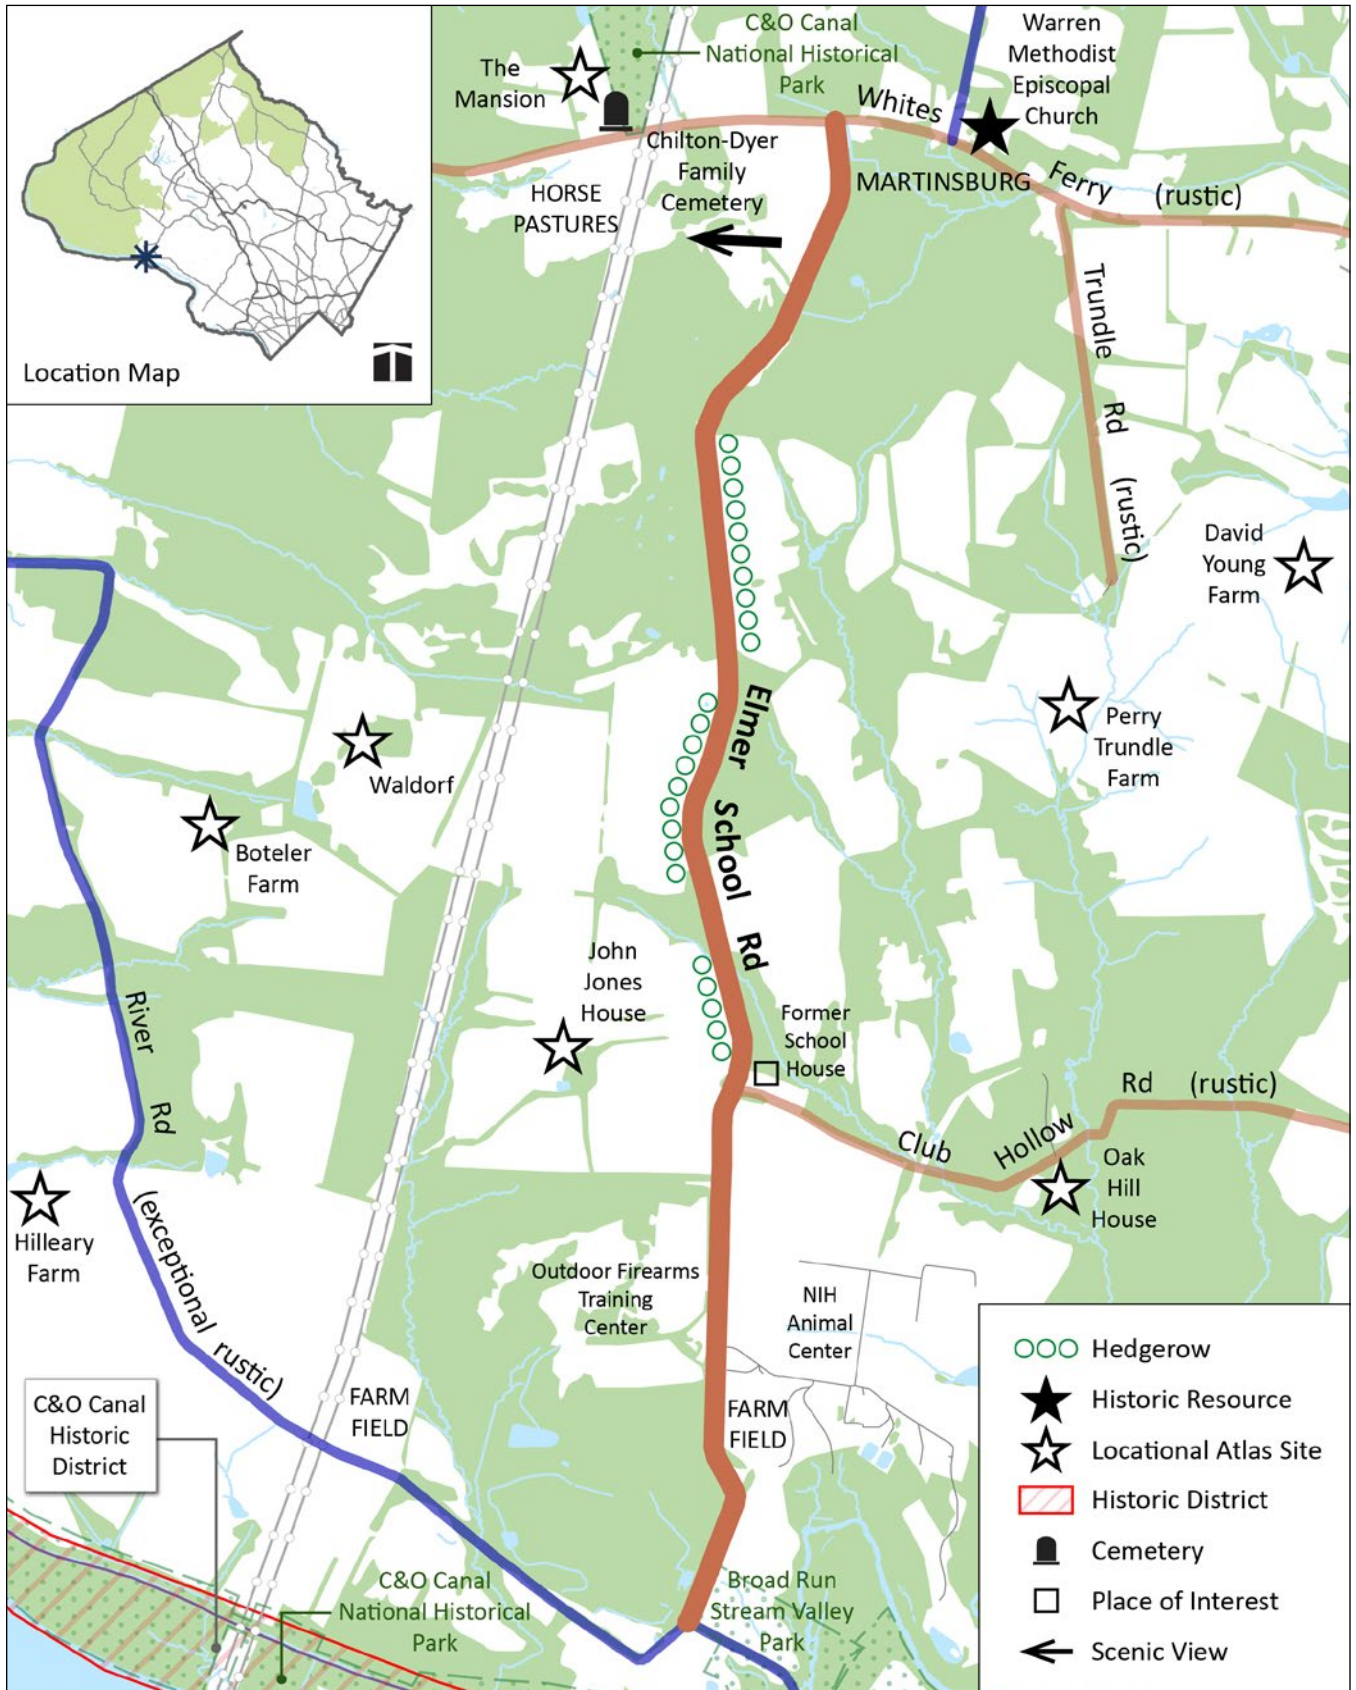 C&O Canal
National Historical
Park
Warren
Methodist
Episcopal
Church
The
Mansion
Whites
Ferry
(rustic)
Chilton-Dyer
Family
Cemetery
MARTINSBURG
HORSE
PASTURES
Location Map
Trundle
Rd
(rustic)
David
Young
Farm
Elmer
School
Rd
Perry
Trundle
Farm
Waldorf
Boteler
Farm
John
Jones
House
River
Rd
(exceptional
rustic)
Former
School
House
Club
Hollow
Rd
(rustic)
Oak
Hill
House
Hilleary
Farm
Outdoor Firearms
Training
Center
NIH
Animal
Center
FARM
FIELD
FARM
FIELD
C&O Canal
Historic
District
C&O Canal
National Historical
Park
Broad Run
Stream Valley
Park
Hedgerow
Historic Resource
Locational Atlas Site
Historic District
Cemetery
Place of Interest
Scenic View